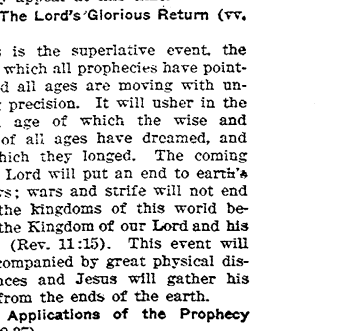 The Lord's Glorious Return (vv.
s is the superlative event, the
which all prophecies have point-
d all ages are moving with un-
g precision. It will usher in the
age of which the wise and
of all ages have dreamed, and
hich they longed. The coming
Lord will put an end to earth's
rs; wars and strife will not end
the kingdoms of this world be-
the Kingdom of our Lord and his
(Rev. 11:15). This event will
companied by great physical dis-
nces and Jesus will gather his
from the ends of the earth.
Applications of the Prophecy